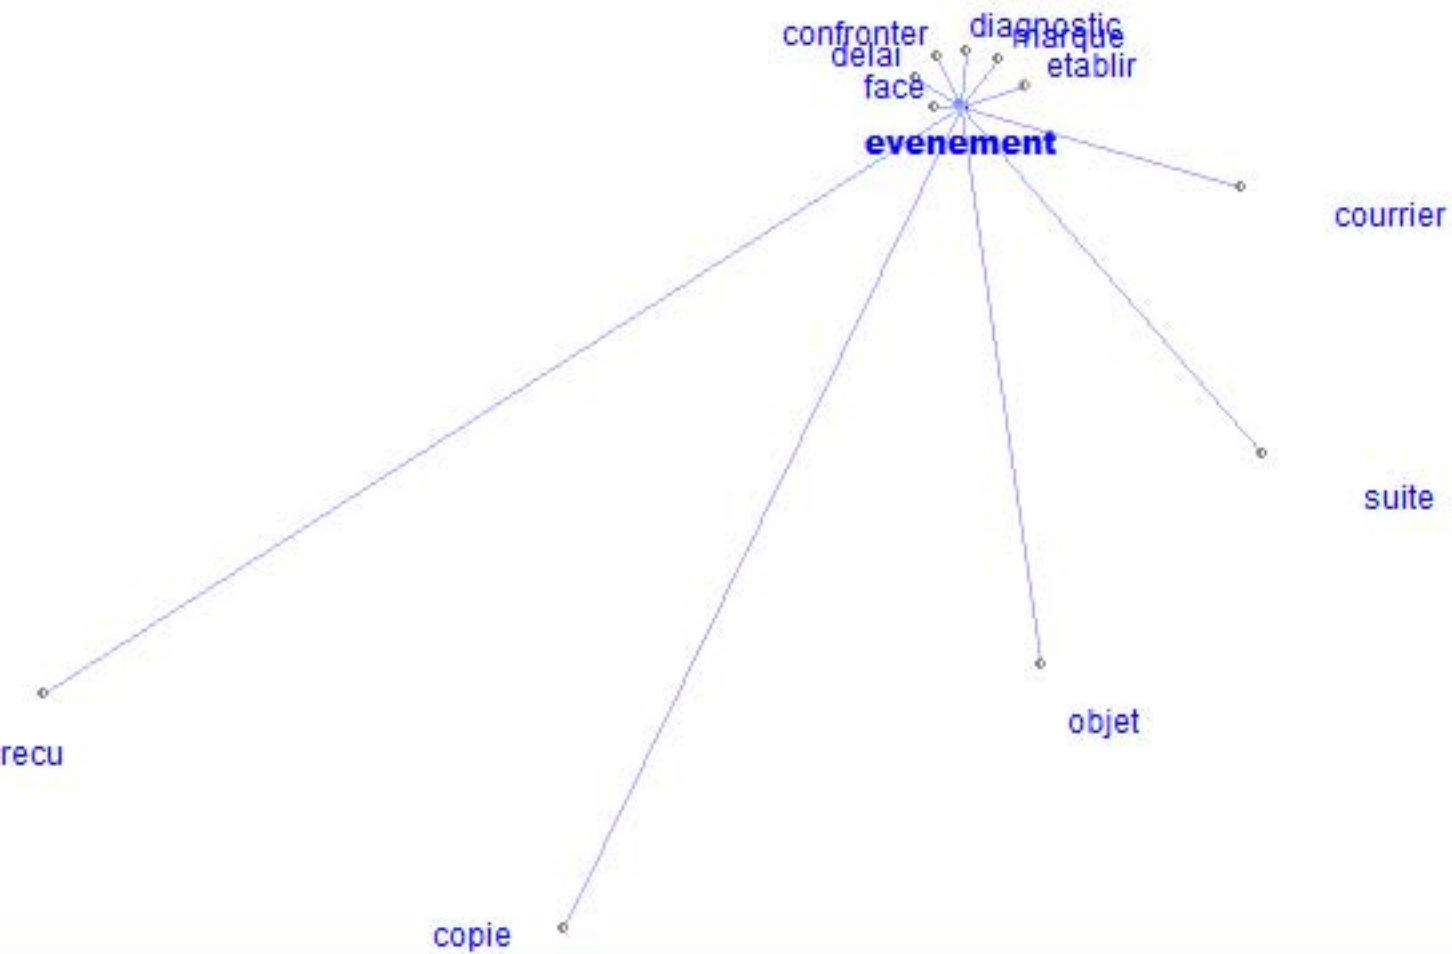 diagnostic
confronter
marque
delai
etablir
face
evenement
courrier
suite
objet
recu
copie